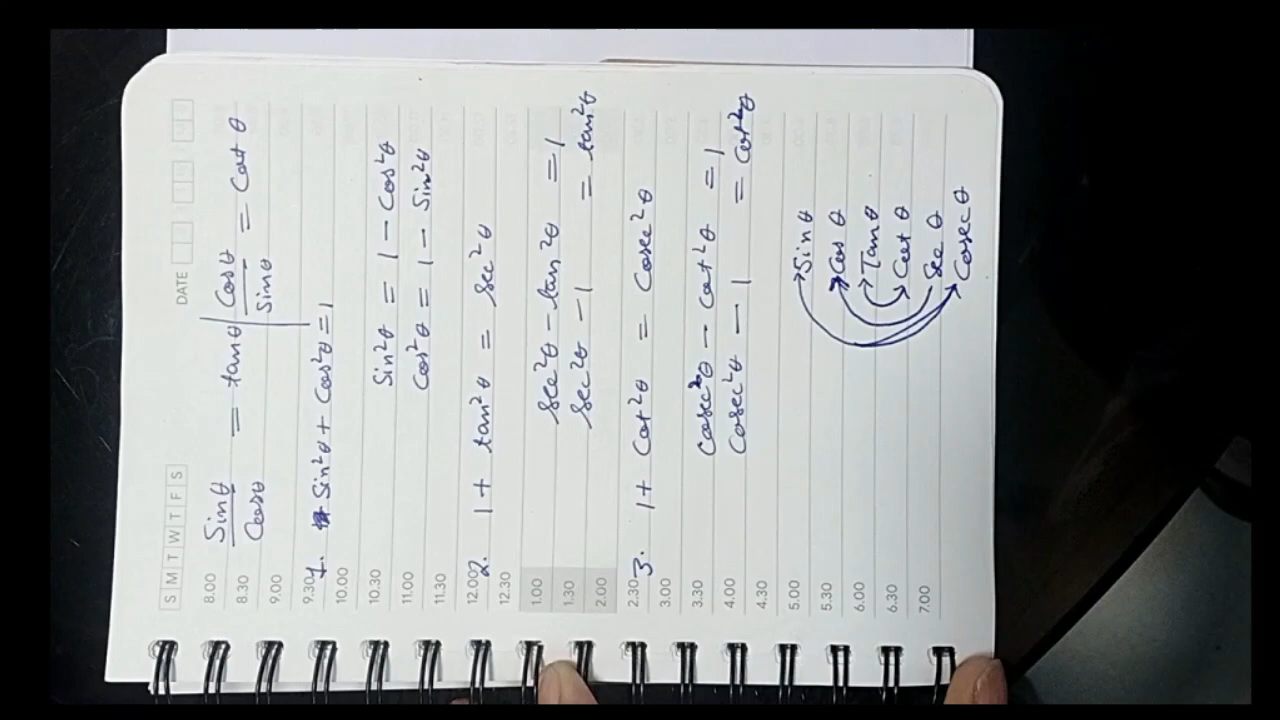 S M T W T F S DATE
8.00
8.30
9.00
9.30
10.00
10.30
11.00
11.30
12.00
12.30
1.00
1.30
2.00
2.30
3.00
3.30
4.00
4.30
5.00
5.30
6.00
6.30
7.00
Sinθ/Cosθ = tanθ | Cosθ/Sinθ = Cot θ
1. Sin²θ + Cos²θ = 1
Sin²θ = 1 - Cos²θ
Cos²θ = 1 - Sin²θ
2. 1 + tan²θ = sec²θ
sec²θ - tan²θ = 1
sec²θ - 1 = tan²θ
3. 1 + Cot²θ = Cosec²θ
Cosec²θ - Cot²θ = 1
Cosec²θ - 1 = Cot²θ
Sin θ
Cos θ
Tan θ
Cot θ
Sec θ
Cosec θ